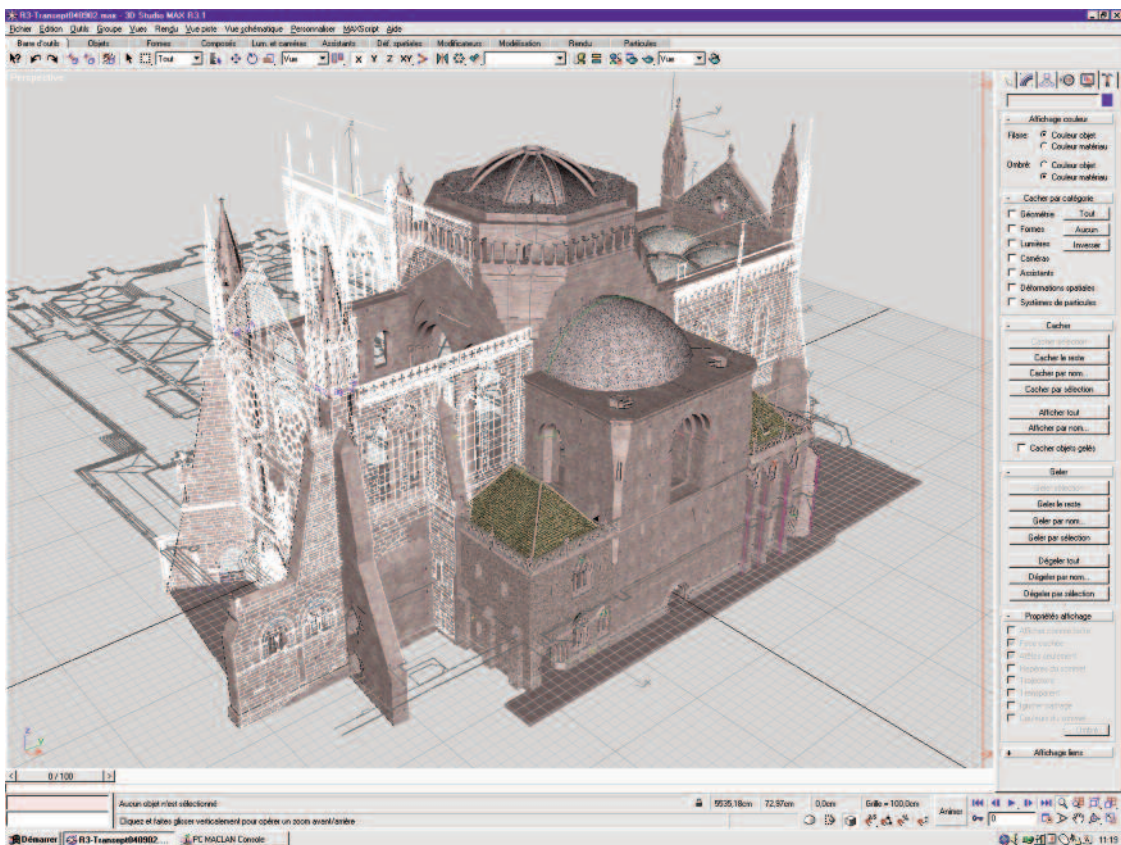 R3-Transept040902.max - 3D Studio MAX R3.1
Fichier Edition Outils Groupe Vues Rendu Vue piste Vue schématique Personnaliser MAXScript Aide
Barre d'outils Objets Formes Composés Lum. et caméras Assistants Déf. spatiales Modificateurs Modélisation Rendu Particules
Tout Vue X Y Z XY Vue
Perspective
Affichage couleur
Filaire: Couleur objet
Couleur matériau
Ombré: Couleur objet
Couleur matériau
Cacher par catégorie
Géométrie Tout
Formes Aucun
Lumières Inverser
Caméras
Assistants
Déformations spatiales
Systèmes de particules
Cacher
Cacher sélection
Cacher le reste
Cacher par nom...
Cacher par sélection
Afficher tout
Afficher par nom...
Cacher objets gelés
Geler
Geler sélection
Geler le reste
Geler par nom...
Geler par sélection
Dégeler tout
Dégeler par nom...
Dégeler par sélection
Propriétés affichage
Affichage liens
0 / 100
Aucun objet n'est sélectionné
9535,18cm 72,97cm 0,0cm Grille = 100,0cm
Animer
0
Cliquez et faites glisser verticalement pour opérer un zoom avant/arrière
Démarrer R3-Transept040902.... PC MACLAN Console 11:19